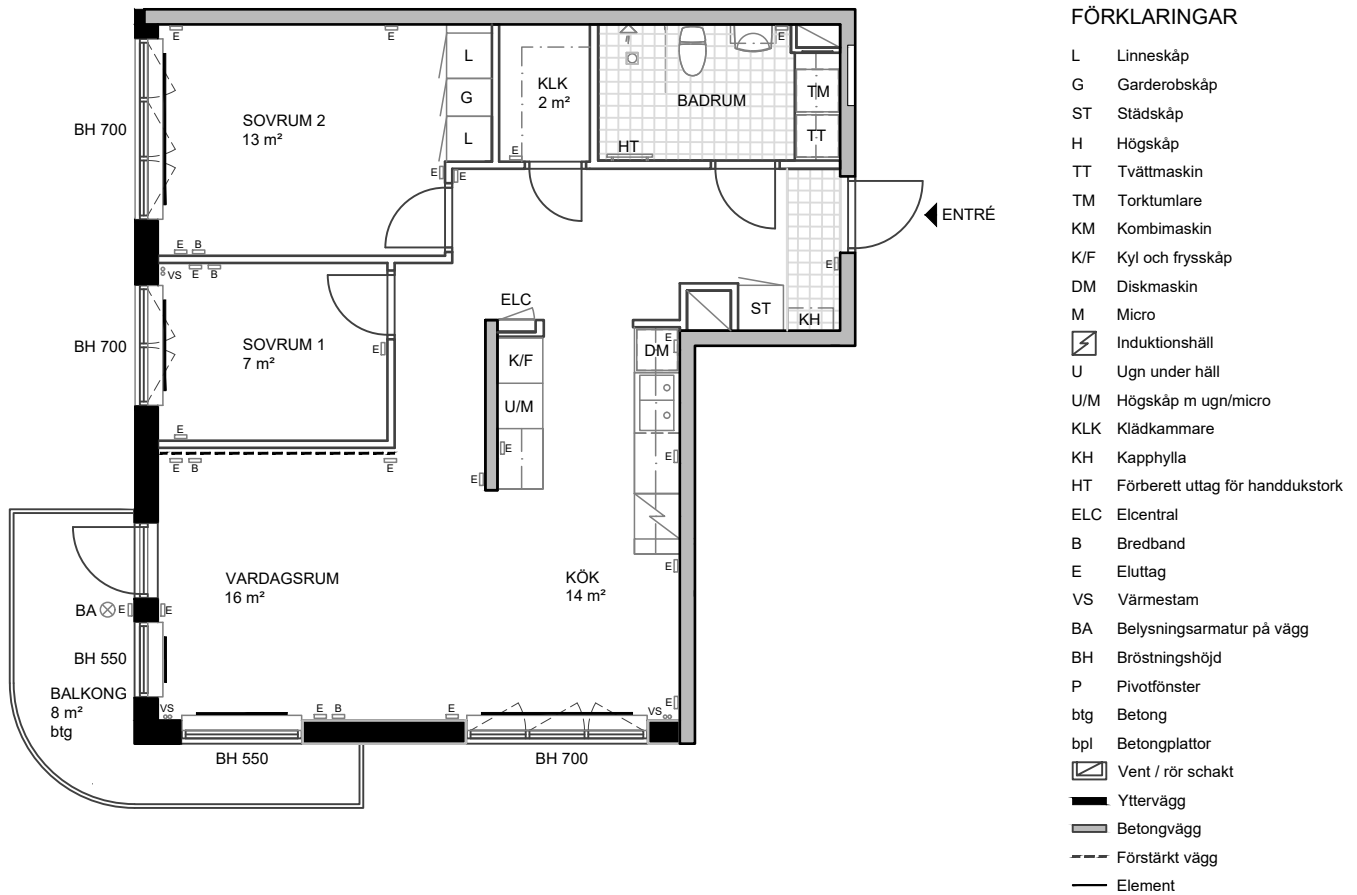 E
E
E
L
G
L
KLK
2 m²
BADRUM
TM
TT
HT
E
SOVRUM 2
13 m²
BH 700
E
E
ENTRÉ
E B
VS E B
E
ELC
ST
KH
BH 700
SOVRUM 1
7 m²
E
K/F
U/M
DM
E
E
E
E B
E
E
E
E
VARDAGSRUM
16 m²
KÖK
14 m²
BA E
E
BH 550
BALKONG
8 m²
btg
VS
E B
E
VS
E
BH 550
BH 700
FÖRKLARINGAR
L Linneskåp
G Garderobskåp
ST Städskåp
H Högskåp
TT Tvättmaskin
TM Torktumlare
KM Kombimaskin
K/F Kyl och frysskåp
DM Diskmaskin
M Micro
Induktionshäll
U Ugn under häll
U/M Högskåp m ugn/micro
KLK Klädkammare
KH Kapphylla
HT Förberett uttag för handdukstork
ELC Elcentral
B Bredband
E Eluttag
VS Värmestam
BA Belysningsarmatur på vägg
BH Bröstningshöjd
P Pivotfönster
btg Betong
bpl Betongplattor
Vent / rör schakt
Yttervägg
Betongvägg
Förstärkt vägg
Element